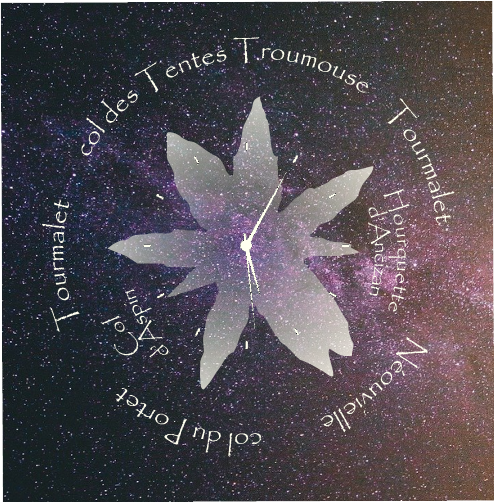 Troumouse
Tourmalet
Hourquette
d'Ancizan
Néouvielle
col du Portet
Col
d'Aspin
Tourmalet
col des Tentes